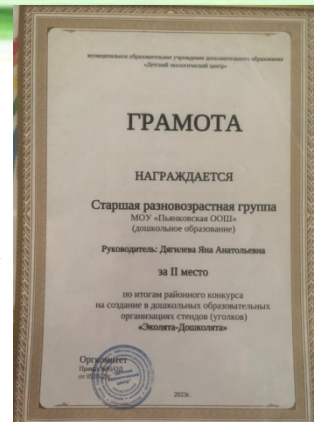 муниципальное образовательное учреждение дополнительного образования
«Детский экологический центр»
ГРАМОТА
НАГРАЖДАЕТСЯ
Старшая разновозрастная группа
МОУ «Пьянковская ООШ»
(дошкольное образование)
Руководитель: Дягилева Яна Анатольевна
за II место
по итогам районного конкурса
на создание в дошкольных образовательных
организациях стендов (уголков)
«Эколята-Дошколята»
Оргкомитет
от
2023г.